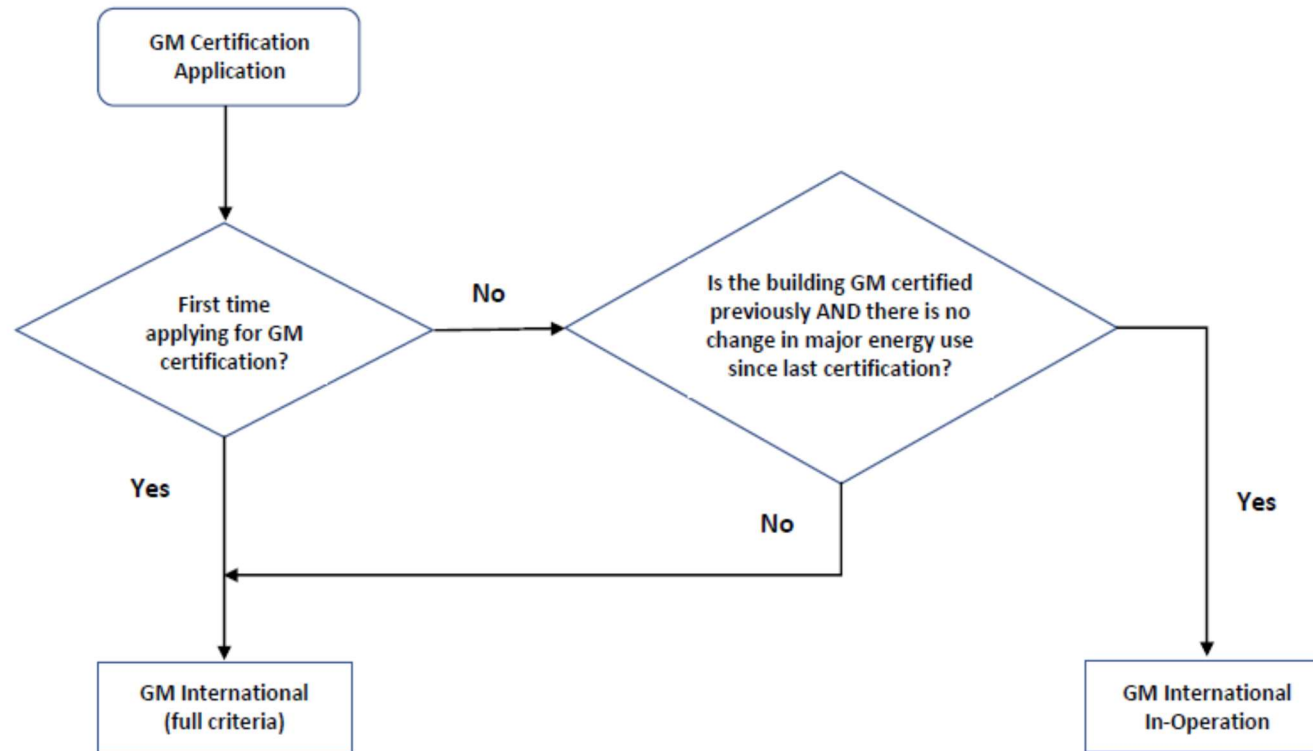 GM Certification
Application
First time
applying for GM
certification?
No
Is the building GM certified
previously AND there is no
change in major energy use
since last certification?
Yes
No
Yes
GM International
(full criteria)
GM International
In-Operation